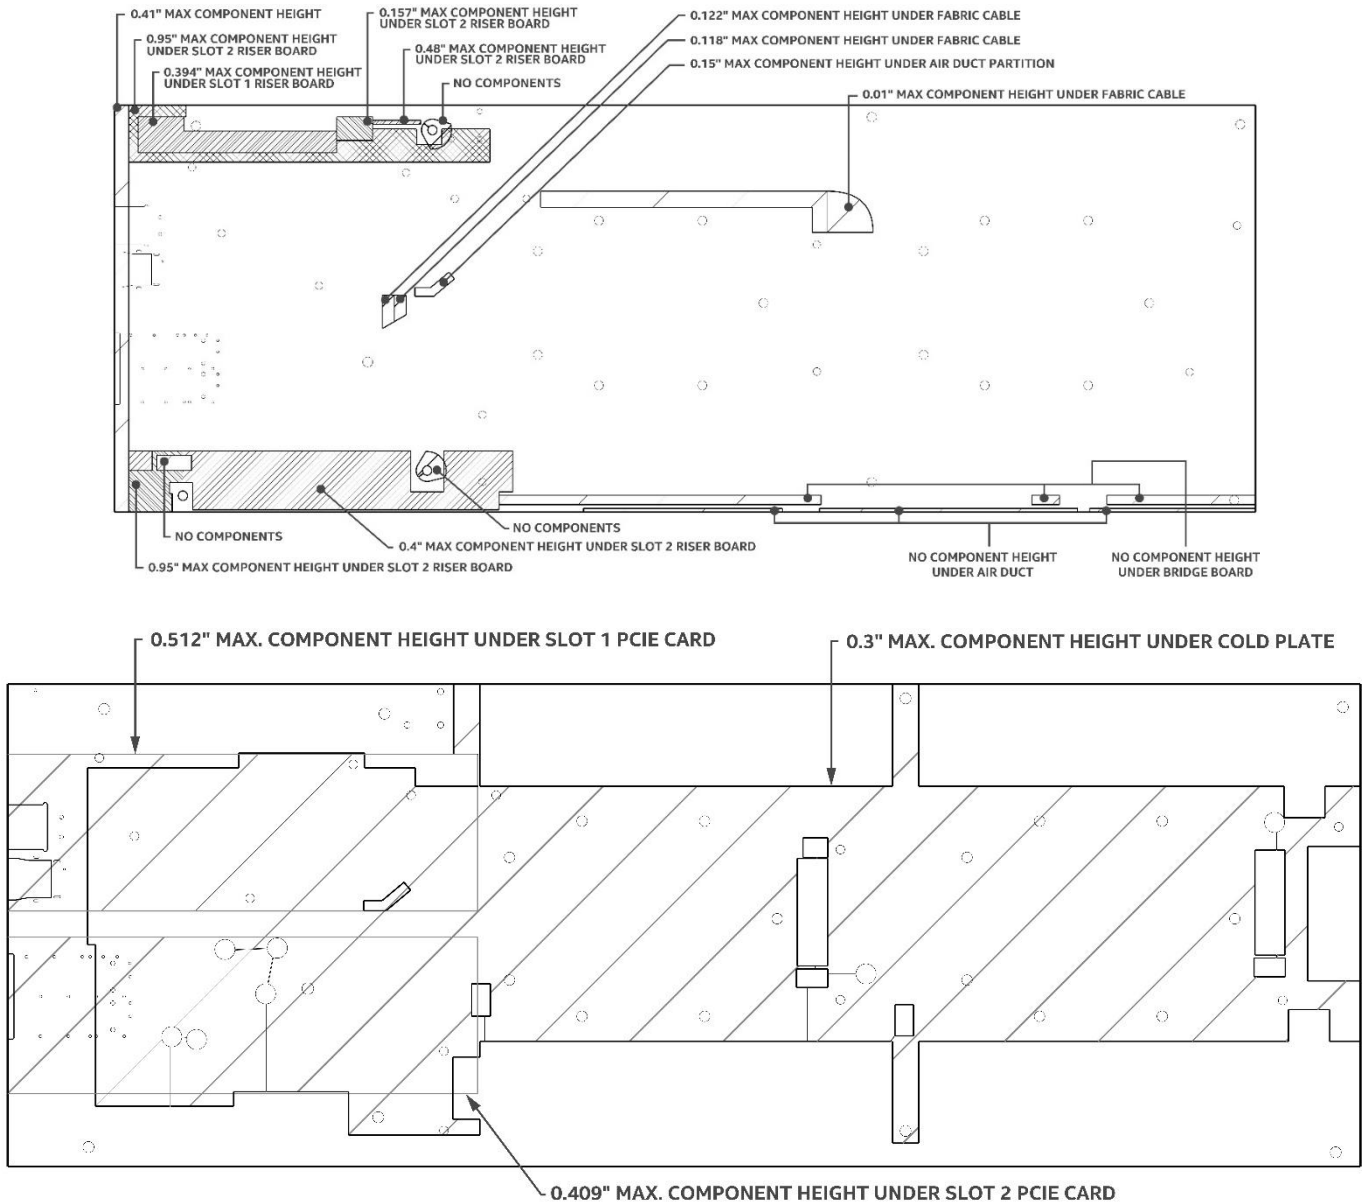 0.41" MAX COMPONENT HEIGHT
0.95" MAX COMPONENT HEIGHT
UNDER SLOT 2 RISER BOARD
0.394" MAX COMPONENT HEIGHT
UNDER SLOT 1 RISER BOARD
0.157" MAX COMPONENT HEIGHT
UNDER SLOT 2 RISER BOARD
0.48" MAX COMPONENT HEIGHT
UNDER SLOT 2 RISER BOARD
NO COMPONENTS
0.122" MAX COMPONENT HEIGHT UNDER FABRIC CABLE
0.118" MAX COMPONENT HEIGHT UNDER FABRIC CABLE
0.15" MAX COMPONENT HEIGHT UNDER AIR DUCT PARTITION
0.01" MAX COMPONENT HEIGHT UNDER FABRIC CABLE
NO COMPONENTS
NO COMPONENTS
0.4" MAX COMPONENT HEIGHT UNDER SLOT 2 RISER BOARD
0.95" MAX COMPONENT HEIGHT UNDER SLOT 2 RISER BOARD
NO COMPONENT HEIGHT
UNDER AIR DUCT
NO COMPONENT HEIGHT
UNDER BRIDGE BOARD
0.512" MAX. COMPONENT HEIGHT UNDER SLOT 1 PCIE CARD
0.3" MAX. COMPONENT HEIGHT UNDER COLD PLATE
0.409" MAX. COMPONENT HEIGHT UNDER SLOT 2 PCIE CARD